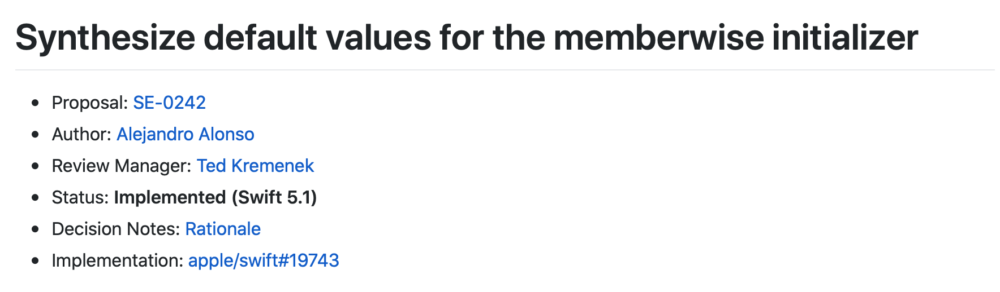 Synthesize default values for the memberwise initializer
Proposal: SE-0242
Author: Alejandro Alonso
Review Manager: Ted Kremenek
Status: Implemented (Swift 5.1)
Decision Notes: Rationale
Implementation: apple/swift#19743